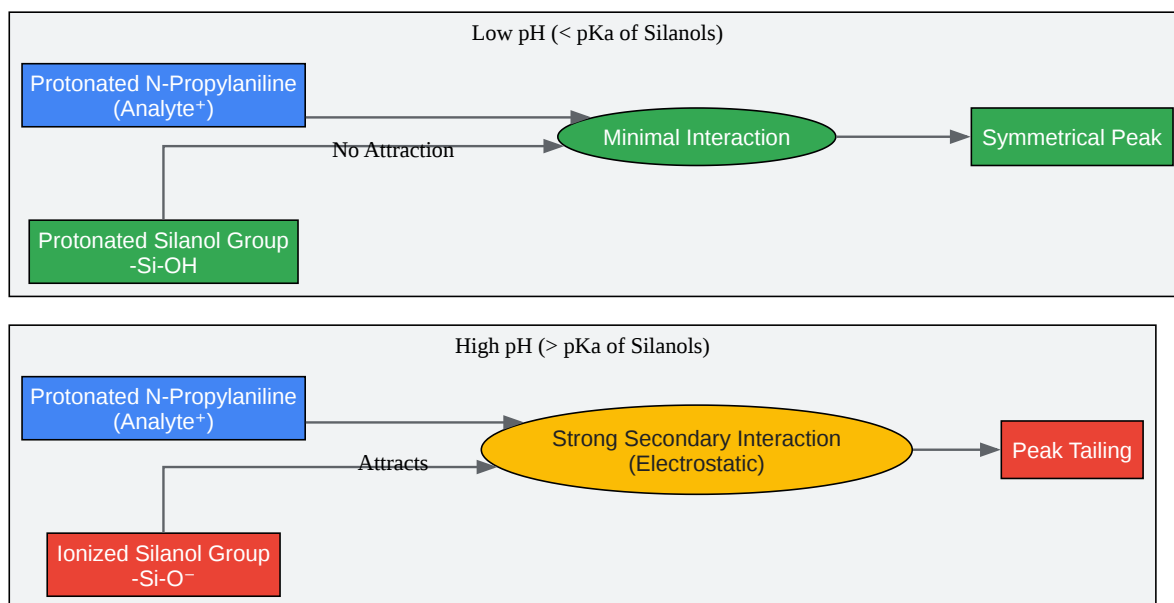 Low pH (< pKa of Silanols)
Protonated N-Propylaniline
(Analyte⁺)
No Attraction
Minimal Interaction
Symmetrical Peak
Protonated Silanol Group
-Si-OH
High pH (> pKa of Silanols)
Protonated N-Propylaniline
(Analyte⁺)
Attracts
Strong Secondary Interaction
(Electrostatic)
Peak Tailing
Ionized Silanol Group
-Si-O⁻